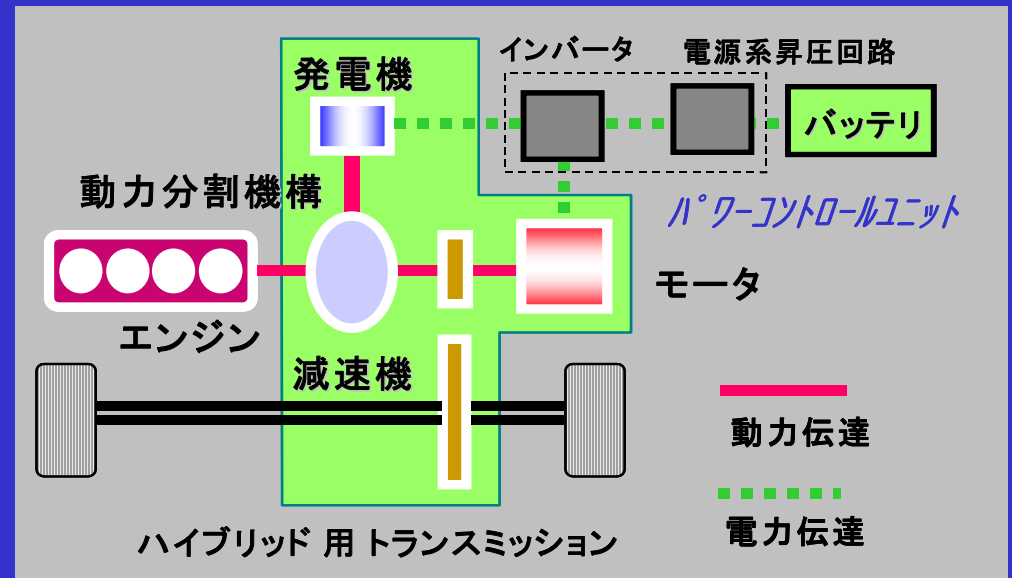 インバータ
電源系昇圧回路
発電機
バッテリ
動力分割機構
パワーコントロールユニット
モータ
エンジン
減速機
動力伝達
電力伝達
ハイブリッド 用 トランスミッション